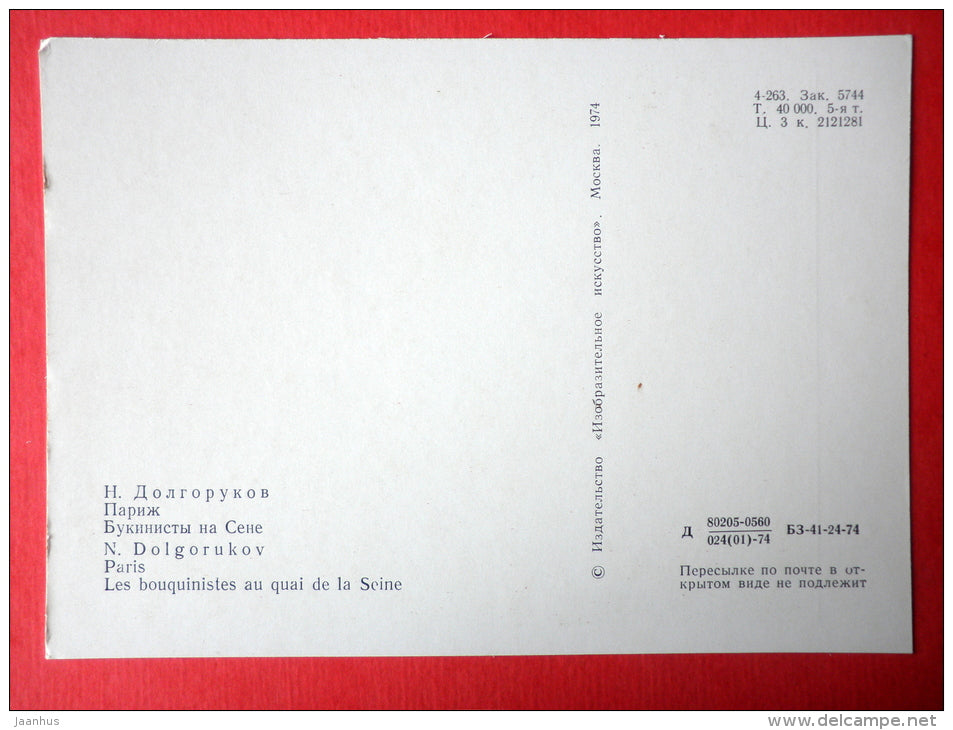 4-263. Зак. 5744
Т. 40 000. 5-я т.
Ц. 3 к. 2121281
© Издательство «Изобразительное искусство». Москва. 1974
Н. Долгоруков
Париж
Букинисты на Сене
N. Dolgorukov
Paris
Les bouquinistes au quai de la Seine
Д 80205-0560 БЗ-41-24-74
024(01)-74
Пересылке по почте в от-
крытом виде не подлежит
jaanhus
www.delcampe.net